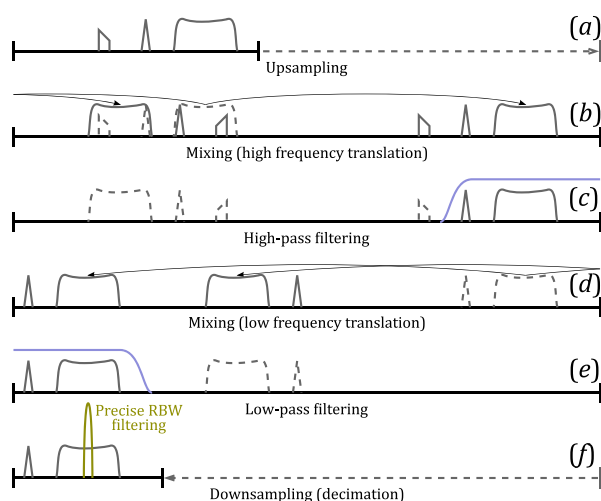 (a)
Upsampling
(b)
Mixing (high frequency translation)
(c)
High-pass filtering
(d)
Mixing (low frequency translation)
(e)
Low-pass filtering
Precise RBW
filtering
(f)
Downsampling (decimation)